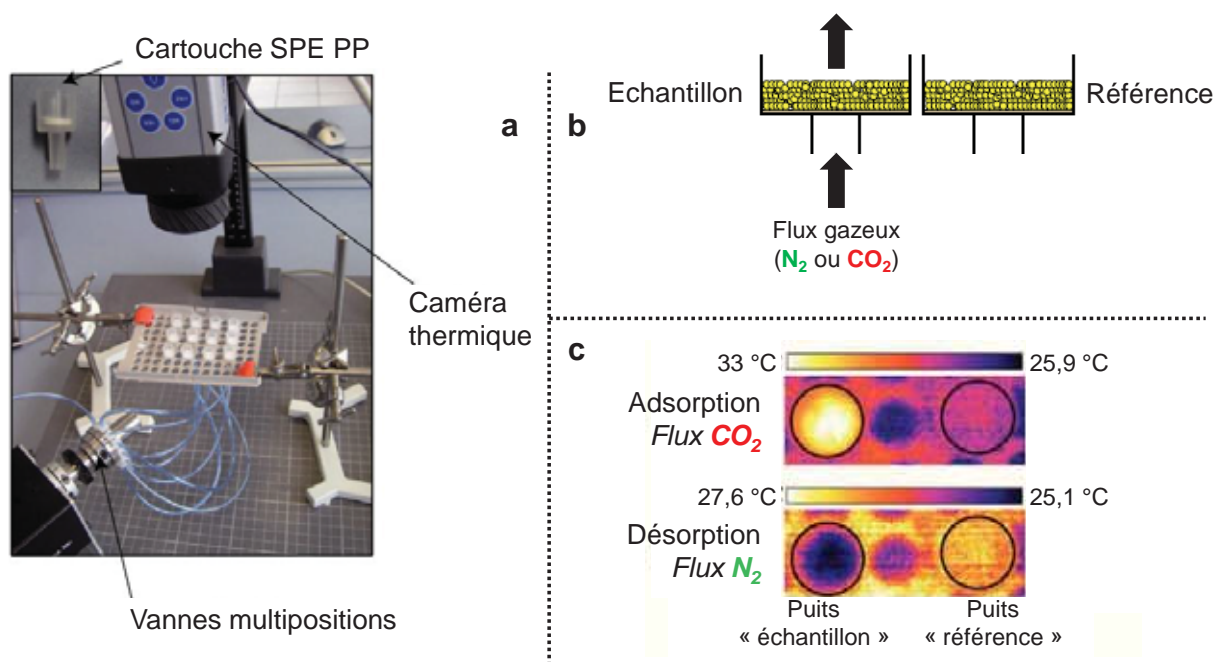 Cartouche SPE PP
a
Caméra
thermique
Vannes multipositions
b
Echantillon
Référence
Flux gazeux
(N₂ ou CO₂)
c
33 °C
25,9 °C
Adsorption
Flux CO₂
27,6 °C
25,1 °C
Désorption
Flux N₂
Puits
« échantillon »
Puits
« référence »